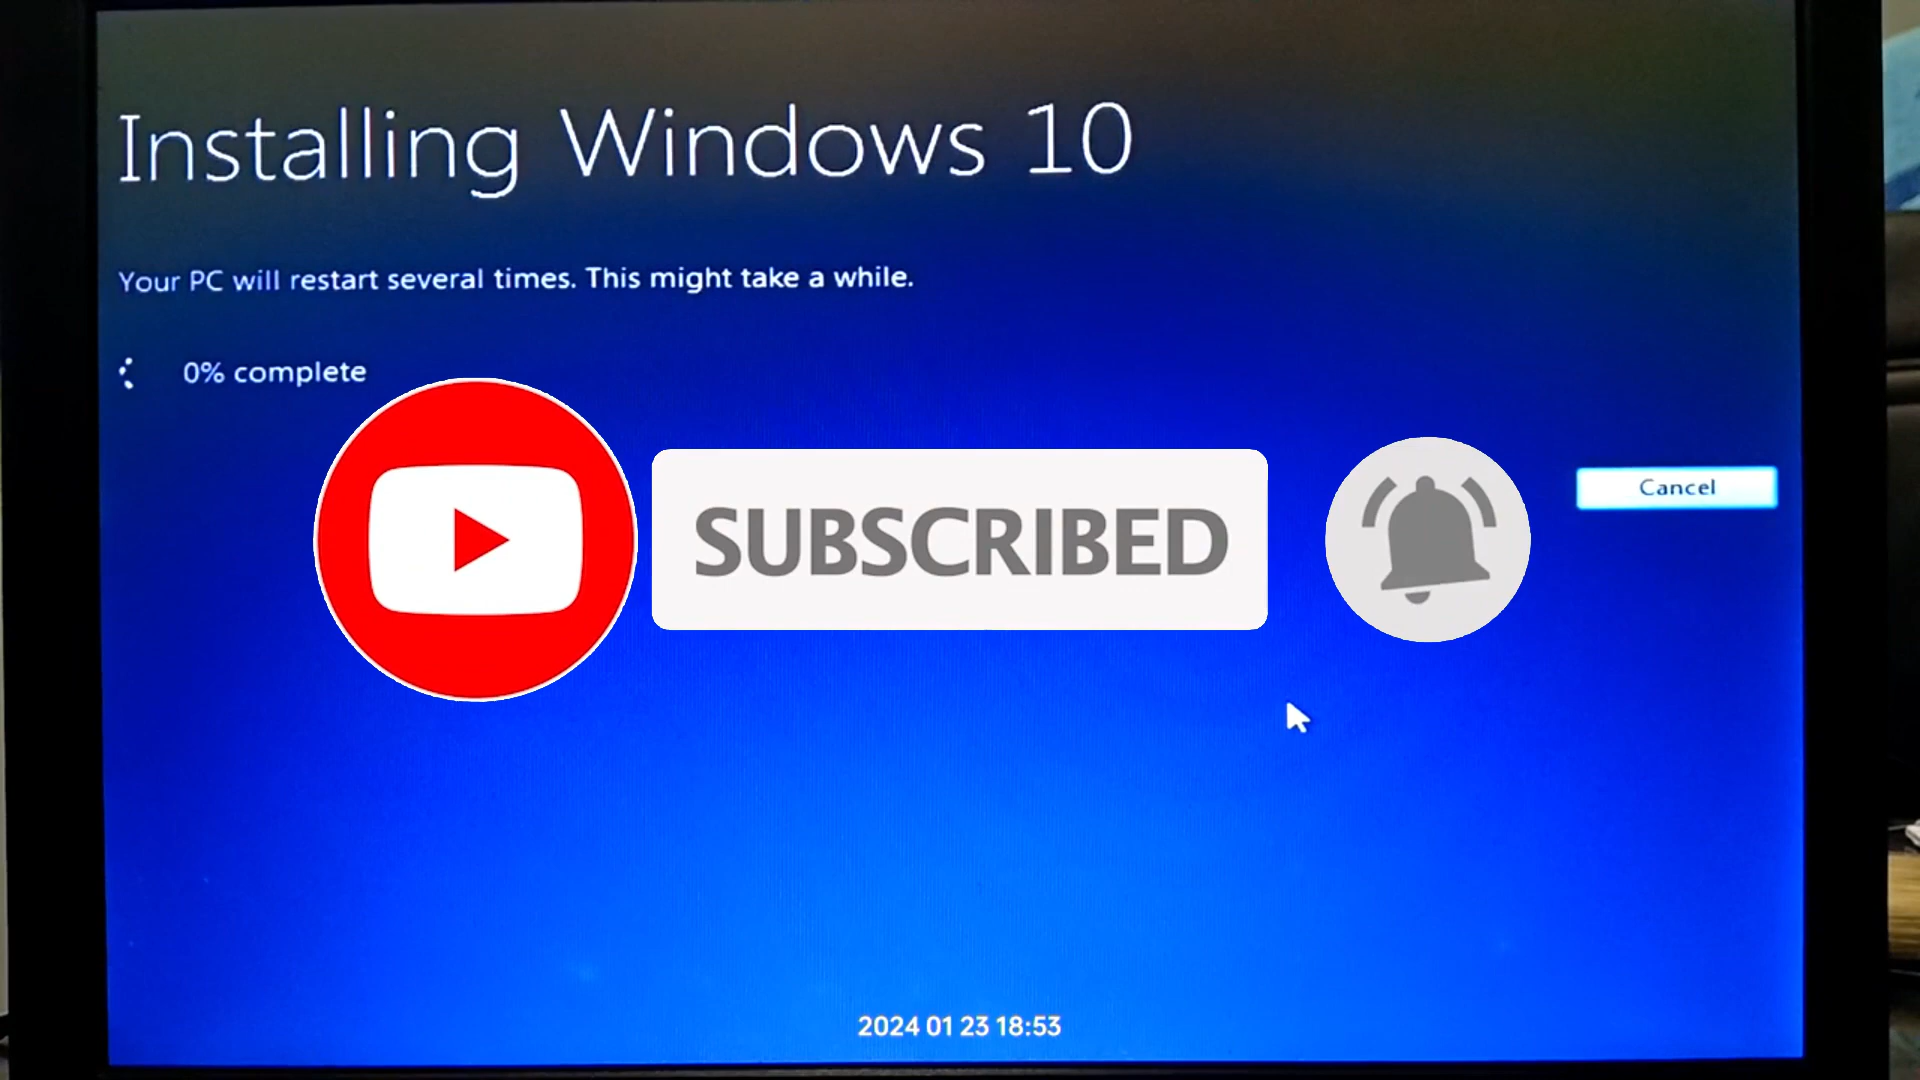 Installing Windows 10
Your PC will restart several times. This might take a while.
0% complete
Cancel
SUBSCRIBED
2024 01 23 18:53